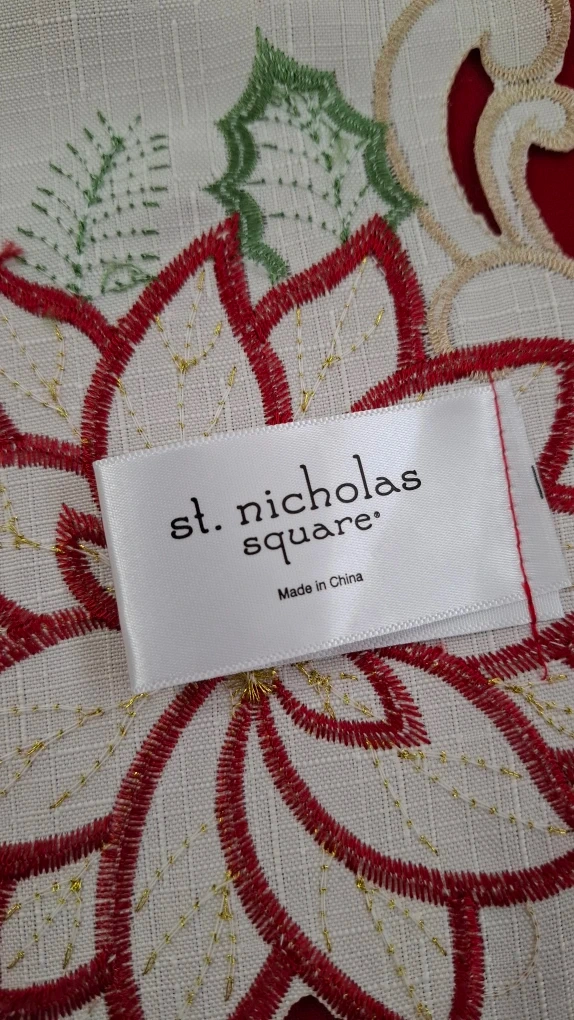 st. nicholas
square®
Made in China